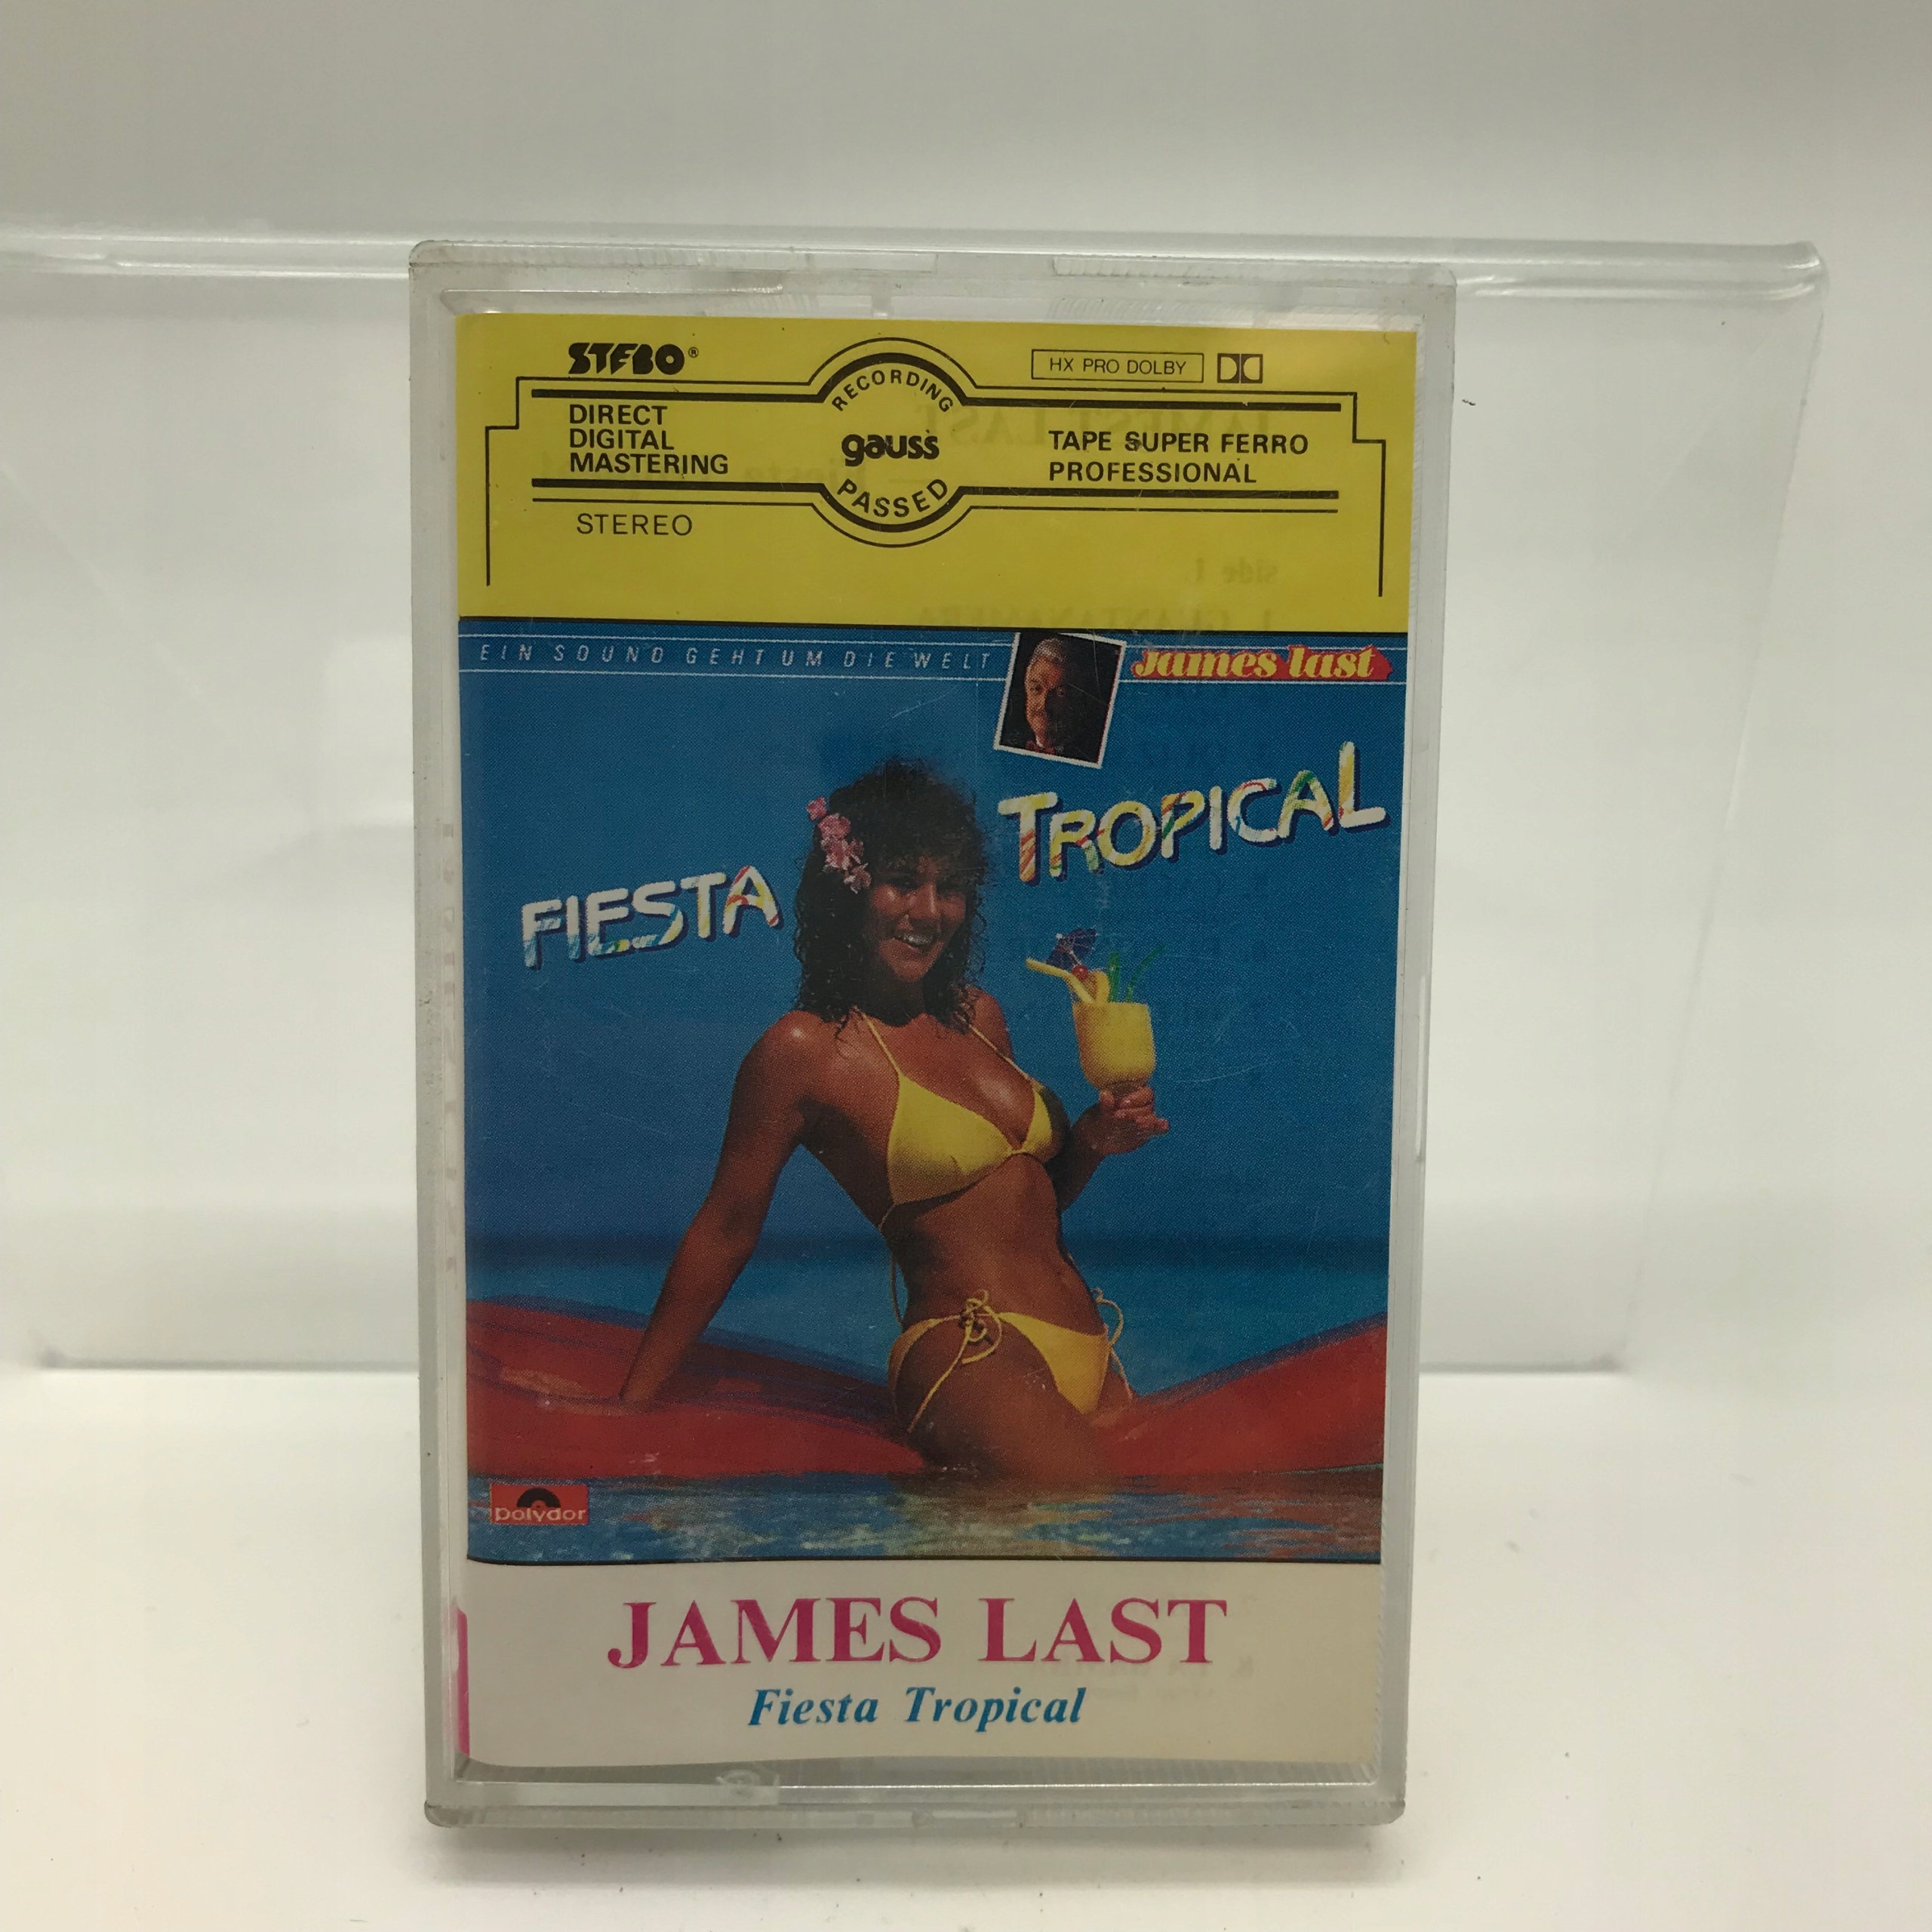 STEBO®
HX PRO DOLBY
DIRECT
DIGITAL
MASTERING
RECORDING
gauss
PASSED
TAPE SUPER FERRO
PROFESSIONAL
STEREO
EIN SOUND GEHT UM DIE WELT
james last
FIESTA
TROPICAL
polydor
JAMES LAST
Fiesta Tropical